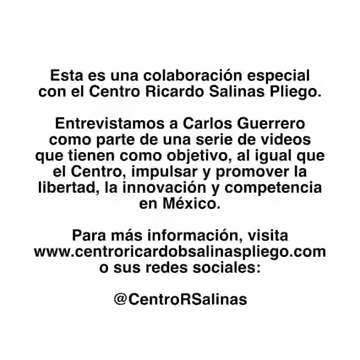 Esta es una colaboración especial
con el Centro Ricardo Salinas Pliego.
Entrevistamos a Carlos Guerrero
como parte de una serie de videos
que tienen como objetivo, al igual que
el Centro, impulsar y promover la
libertad, la innovación y competencia
en México.
Para más información, visita
www.centroricardobsalinaspliego.com
o sus redes sociales:
@CentroRSalinas